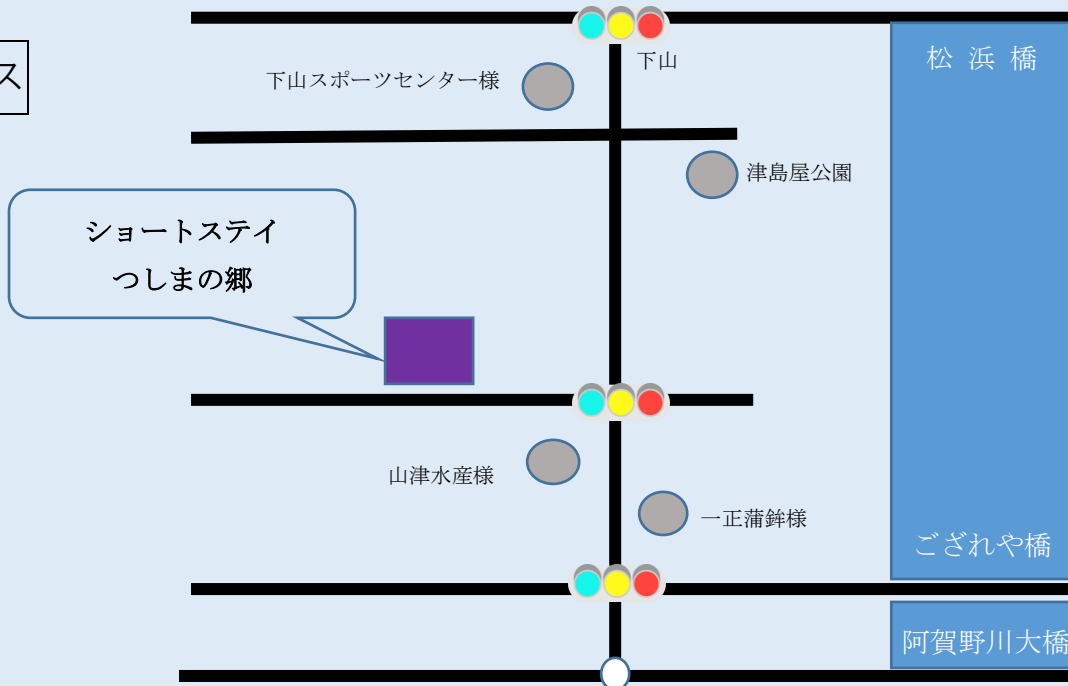 ス
下山
松浜橋
下山スポーツセンター様
津島屋公園
ショートステイ
つしまの郷
山津水産様
一正蒲鉾様
ござれや橋
阿賀野川大橋